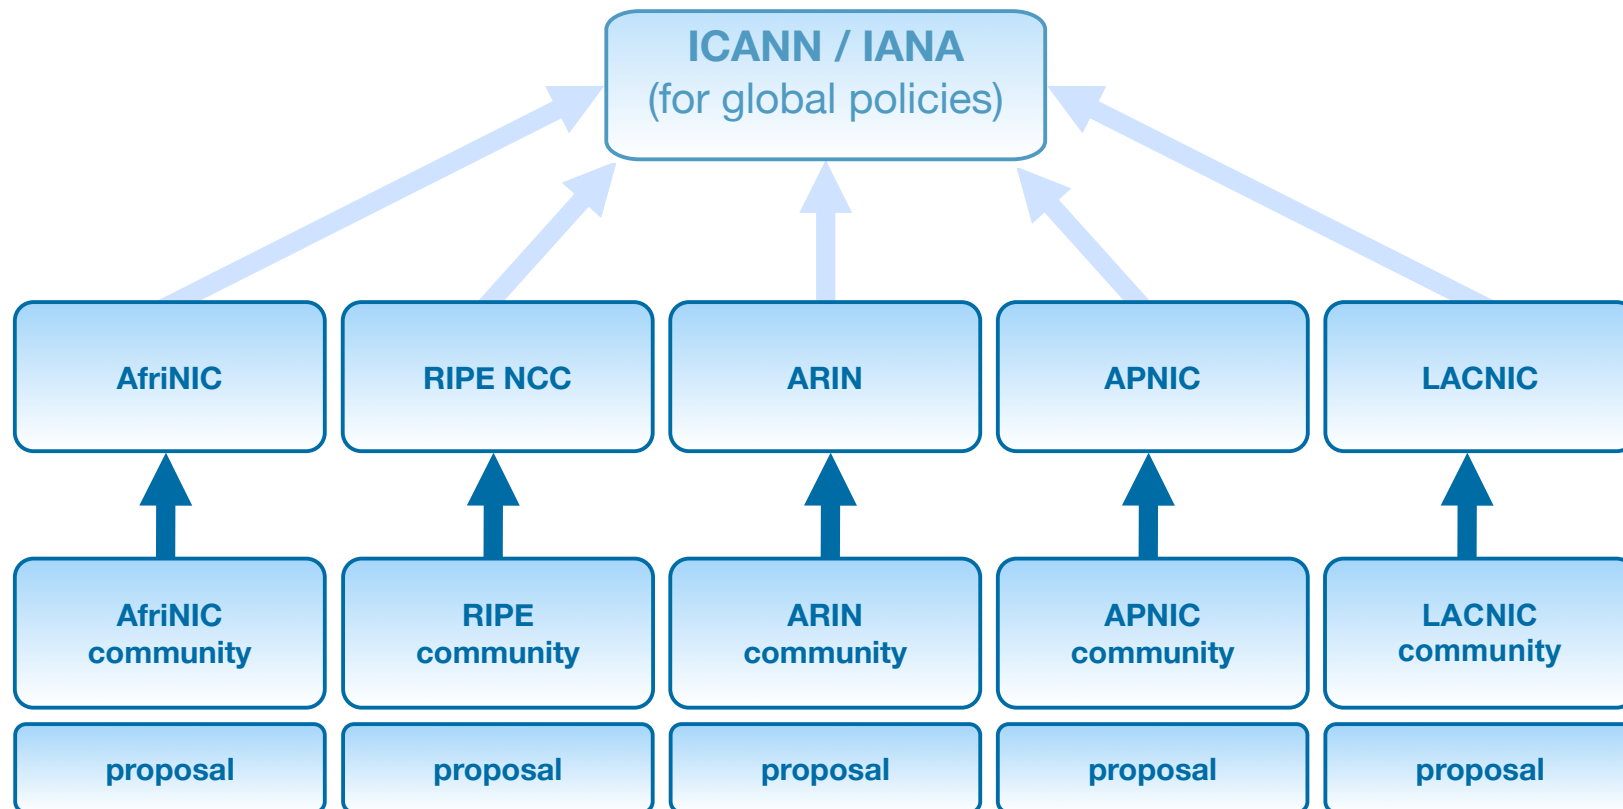 ICANN / IANA
(for global policies)
AfriNIC
RIPE NCC
ARIN
APNIC
LACNIC
AfriNIC
community
RIPE
community
ARIN
community
APNIC
community
LACNIC
community
proposal
proposal
proposal
proposal
proposal